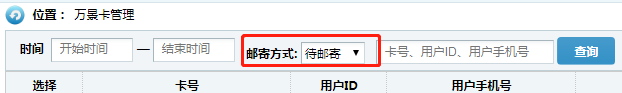 位置： 万景卡管理
时间 开始时间 — 结束时间 邮寄方式: 待邮寄 ▼ 卡号、用户ID、用户手机号 查询
选择 卡号 用户ID 用户手机号